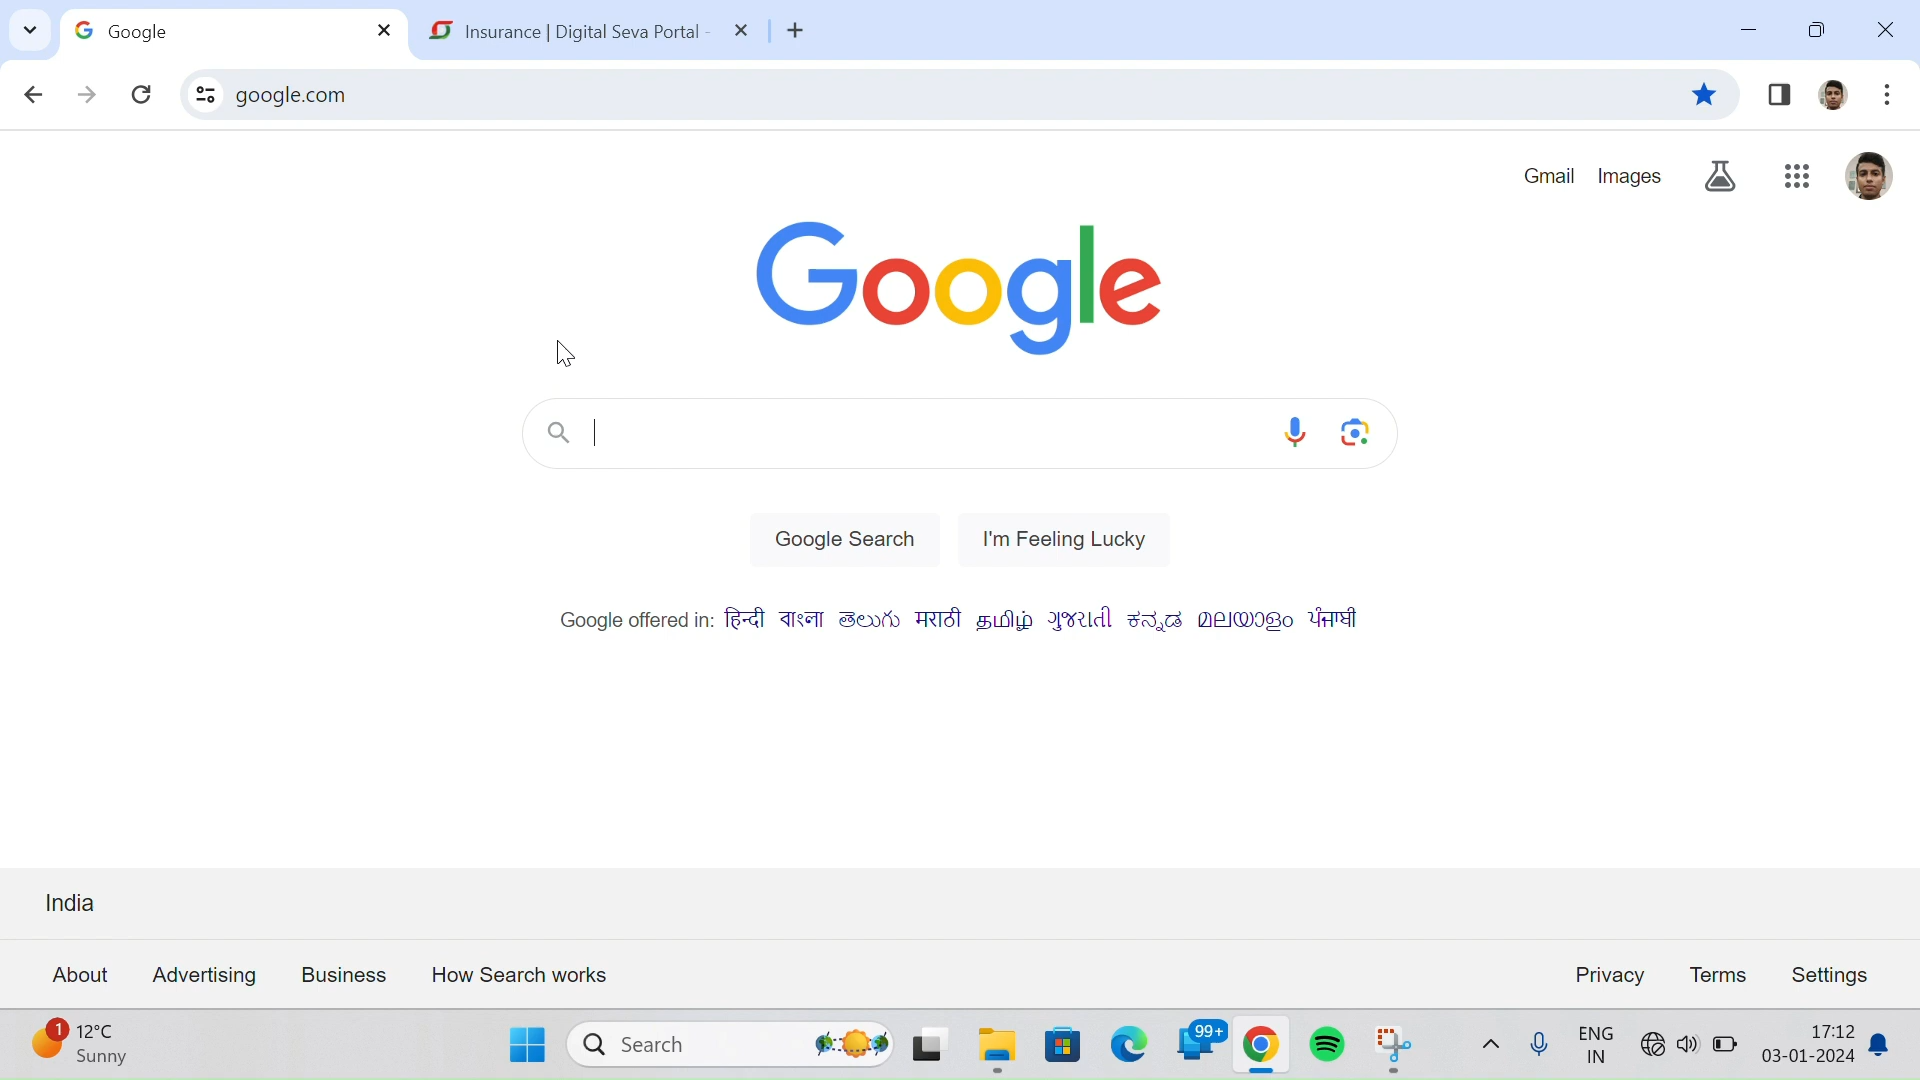 Google
Insurance | Digital Seva Portal -
google.com
Gmail Images
Google
Google Search
I'm Feeling Lucky
Google offered in: हिन्दी বাংলা తెలుగు मराठी தமிழ் ગુજરાતી ಕನ್ನಡ മലയാളം ਪੰਜਾਬੀ
India
About Advertising Business How Search works
Privacy Terms Settings
1
12°C
Sunny
Search
99+
ENG
IN
17:12
03-01-2024